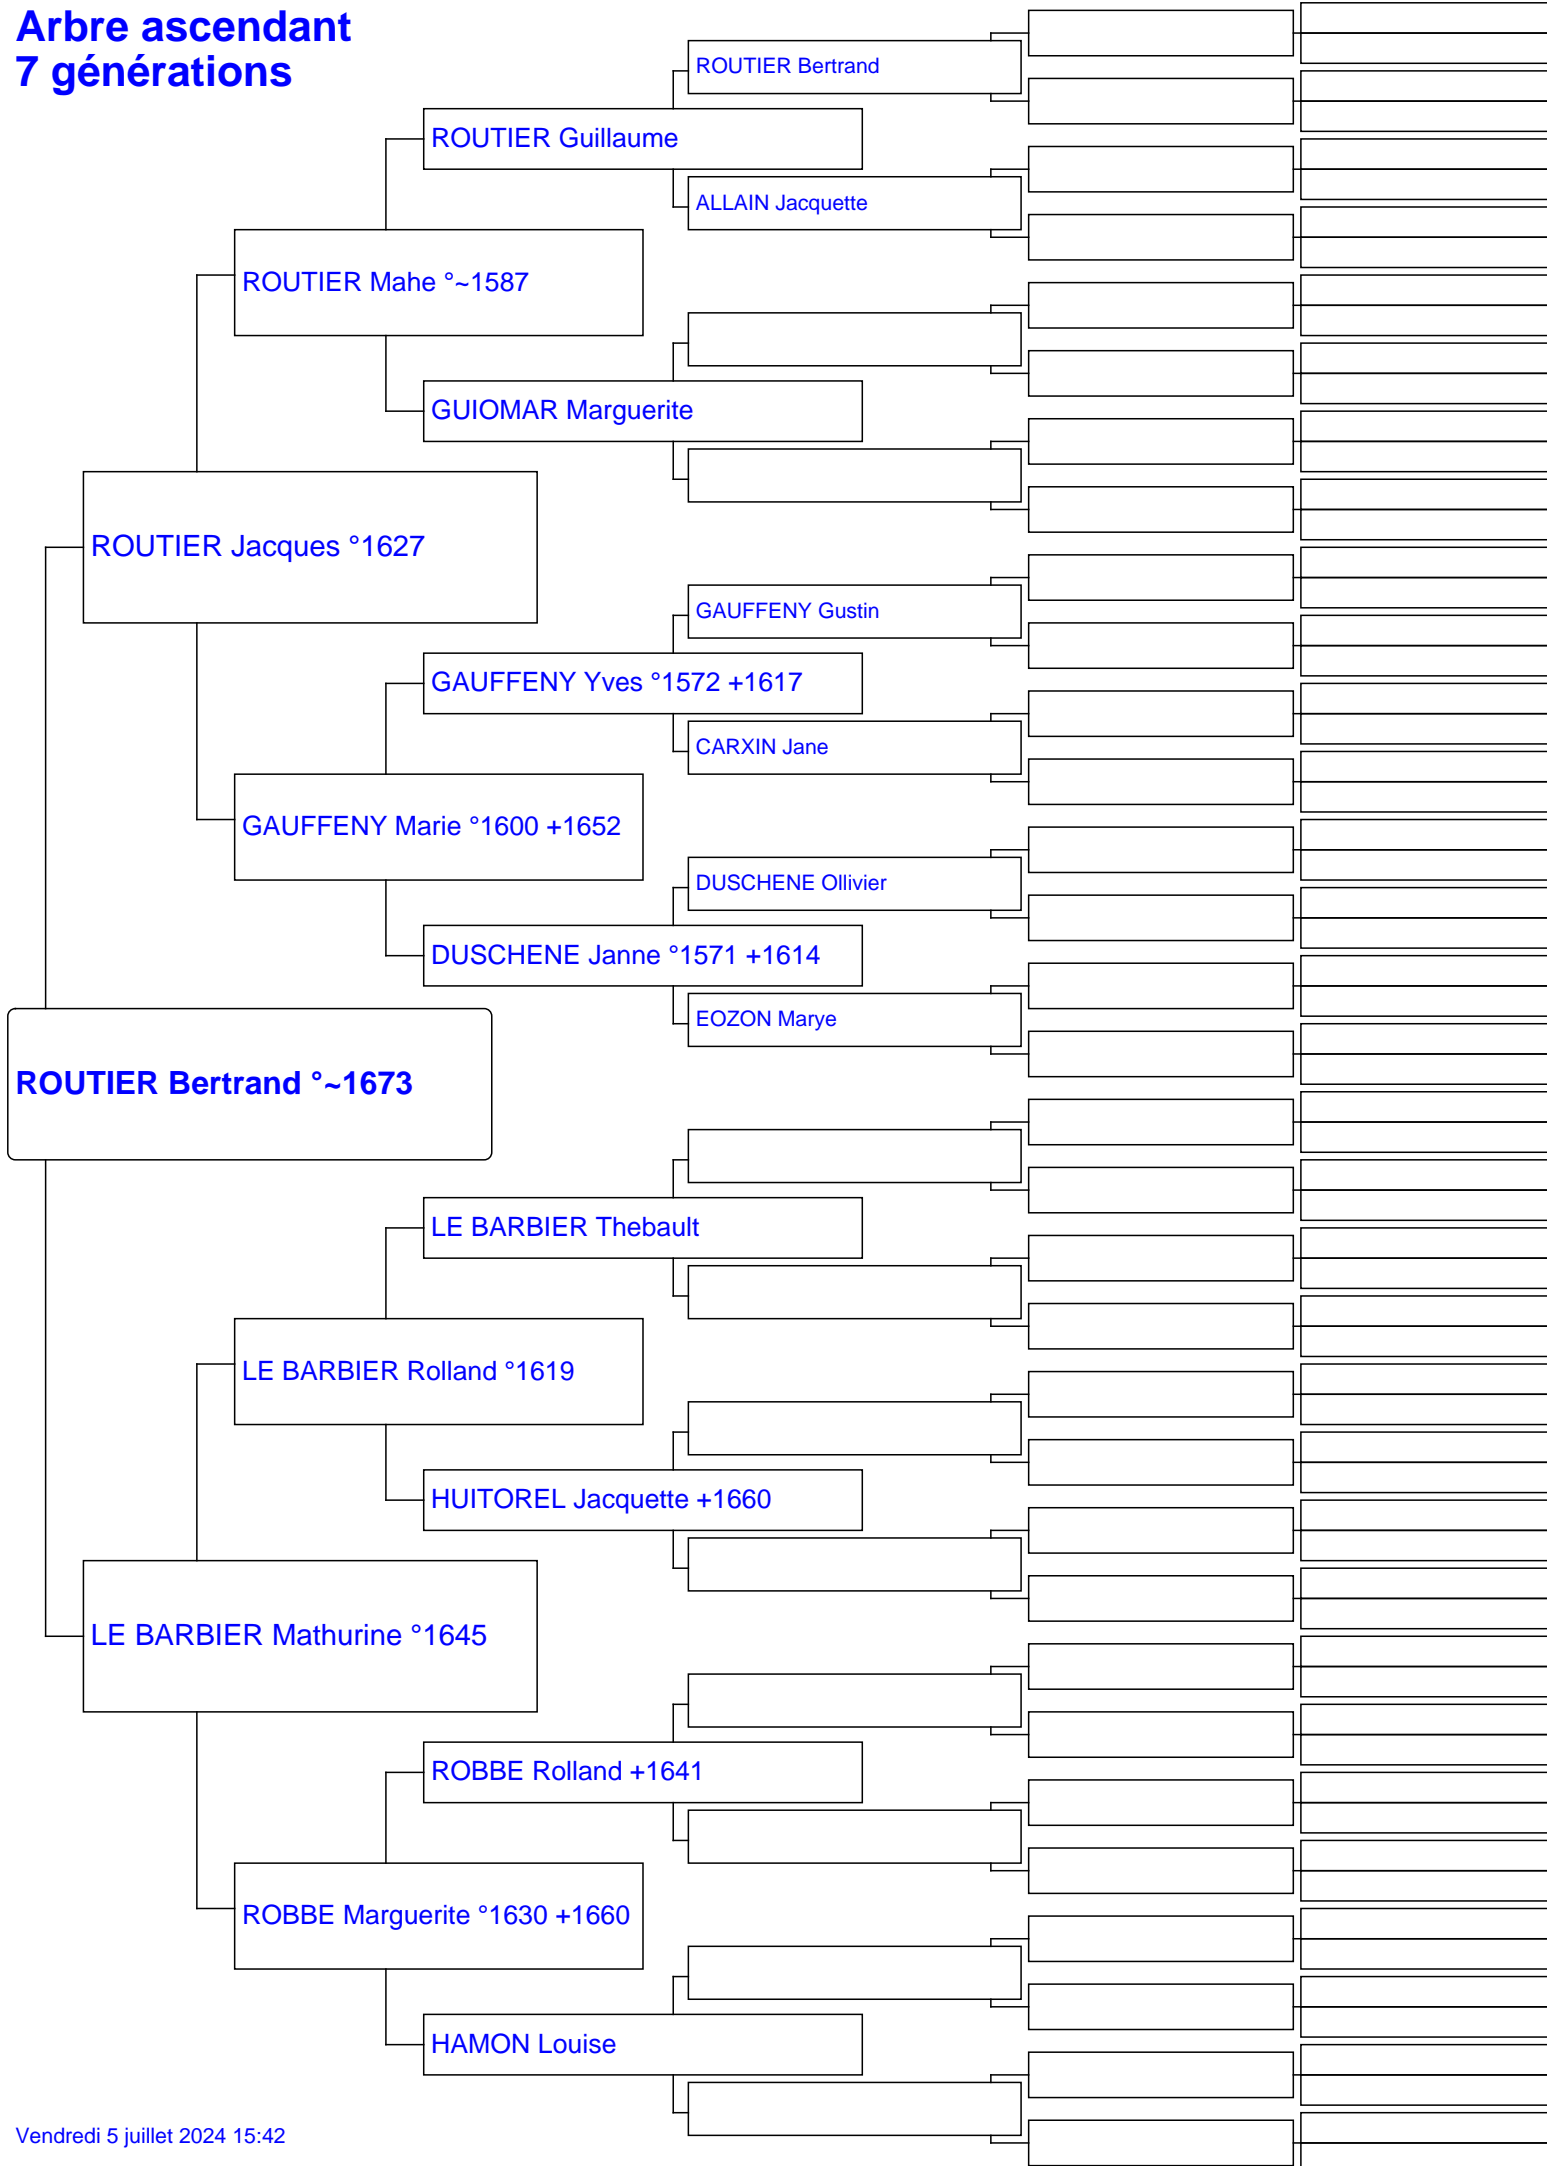 Arbre ascendant
7 générations
ROUTIER Bertrand
ROUTIER Guillaume
ALLAIN Jacquette
ROUTIER Mahe °~1587
GUIOMAR Marguerite
ROUTIER Jacques °1627
GAUFFENY Gustin
GAUFFENY Yves °1572 +1617
CARXIN Jane
GAUFFENY Marie °1600 +1652
DUSCHENE Ollivier
DUSCHENE Janne °1571 +1614
EOZON Marye
ROUTIER Bertrand °~1673
LE BARBIER Thebault
LE BARBIER Rolland °1619
HUITOREL Jacquette +1660
LE BARBIER Mathurine °1645
ROBBE Rolland +1641
ROBBE Marguerite °1630 +1660
HAMON Louise
Vendredi 5 juillet 2024 15:42